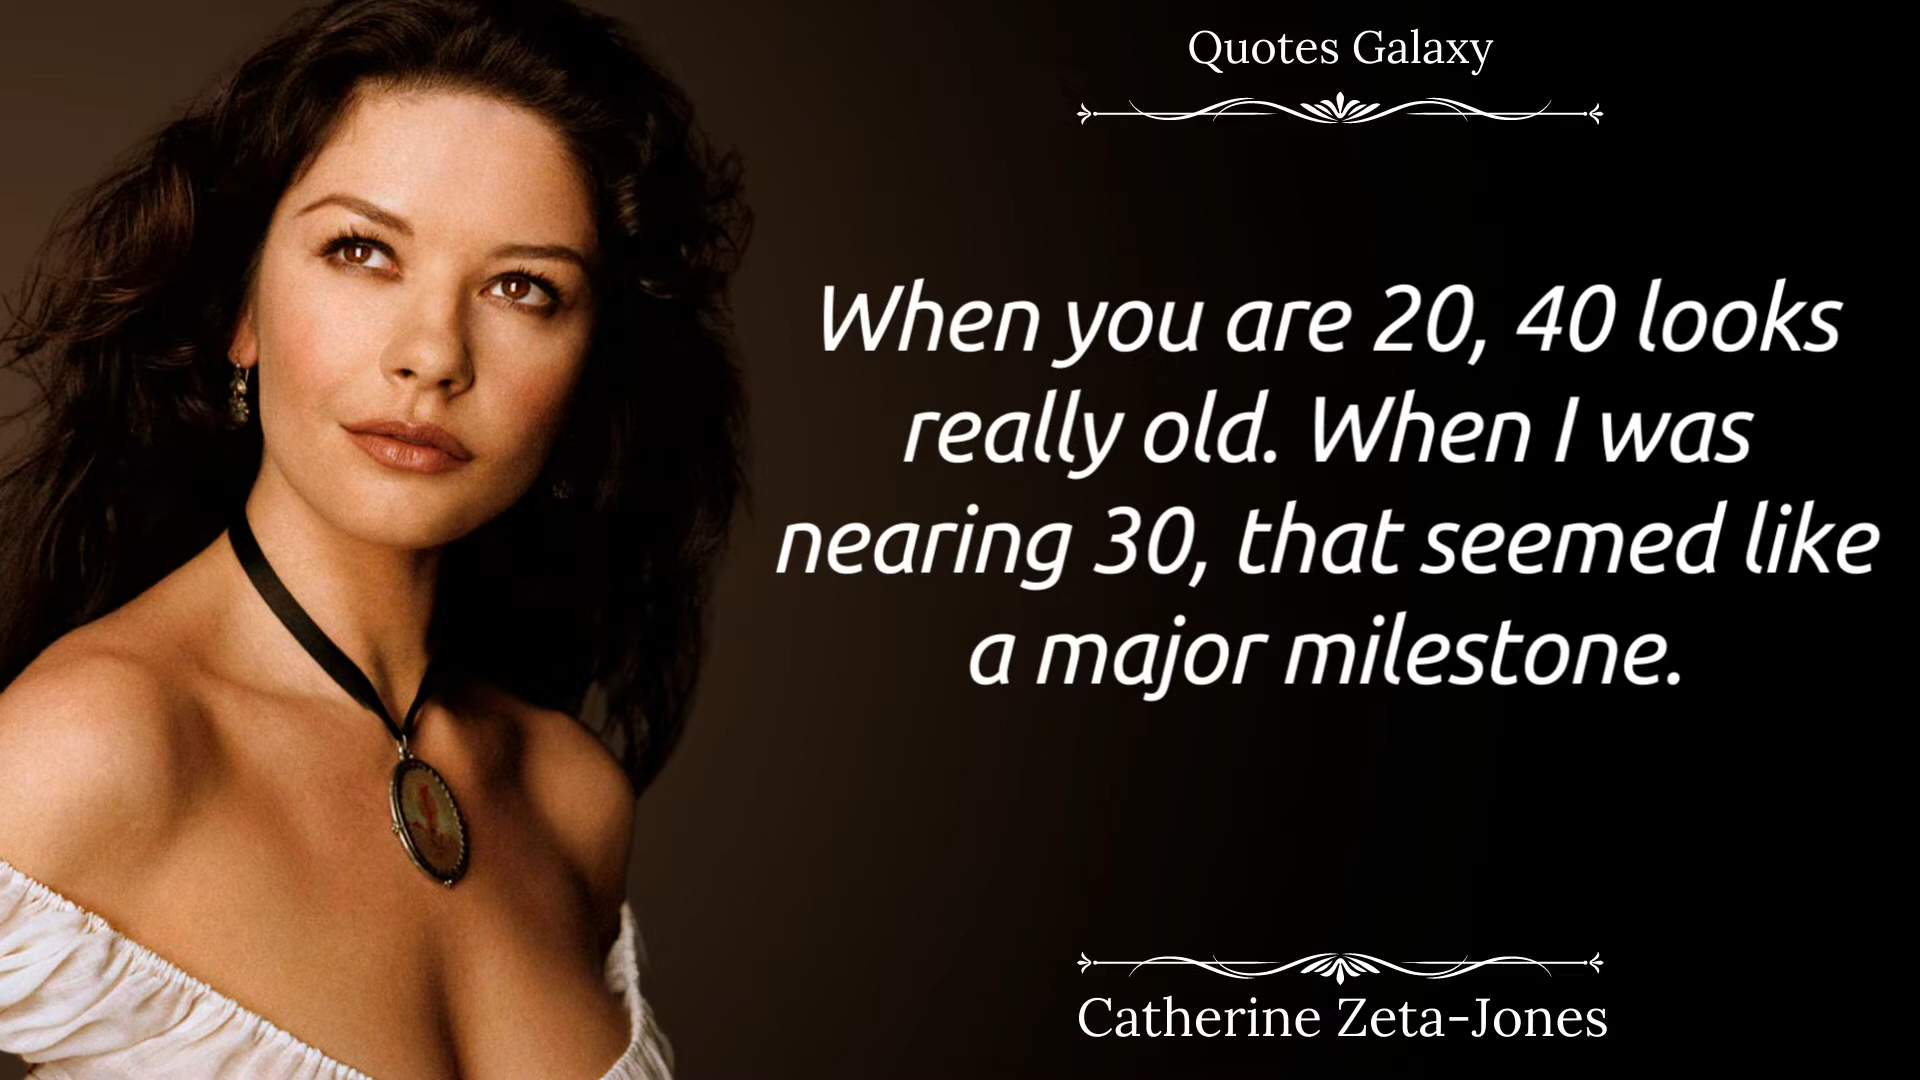 Quotes Galaxy
When you are 20, 40 looks
really old. When I was
nearing 30, that seemed like
a major milestone.
Catherine Zeta-Jones